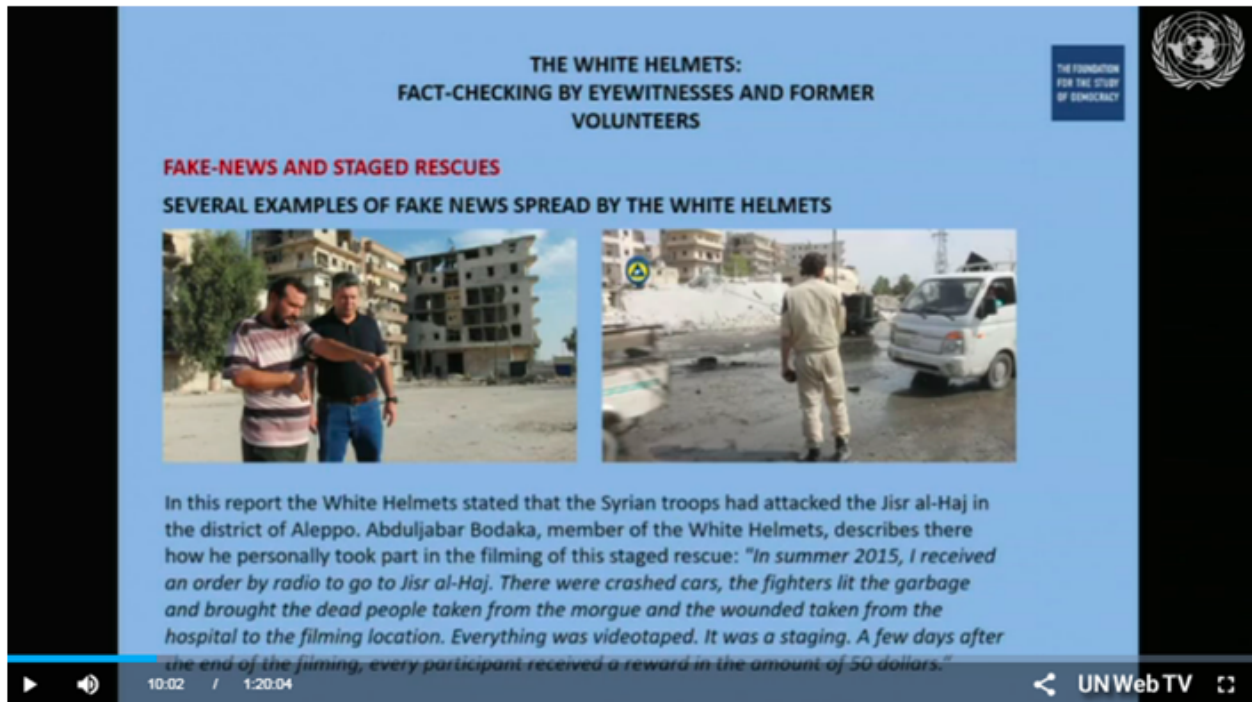 THE WHITE HELMETS:
FACT-CHECKING BY EYEWITNESSES AND FORMER
VOLUNTEERS
THE FOUNDATION
FOR THE STUDY
OF DEMOCRACY
FAKE-NEWS AND STAGED RESCUES
SEVERAL EXAMPLES OF FAKE NEWS SPREAD BY THE WHITE HELMETS
In this report the White Helmets stated that the Syrian troops had attacked the Jisr al-Haj in
the district of Aleppo. Abduljabar Bodaka, member of the White Helmets, describes there
how he personally took part in the filming of this staged rescue: "In summer 2015, I received
an order by radio to go to Jisr al-Haj. There were crashed cars, the fighters lit the garbage
and brought the dead people taken from the morgue and the wounded taken from the
hospital to the filming location. Everything was videotaped. It was a staging. A few days after
the end of the filming, every participant received a reward in the amount of 50 dollars."
10:02 / 1:20:04
UN Web TV